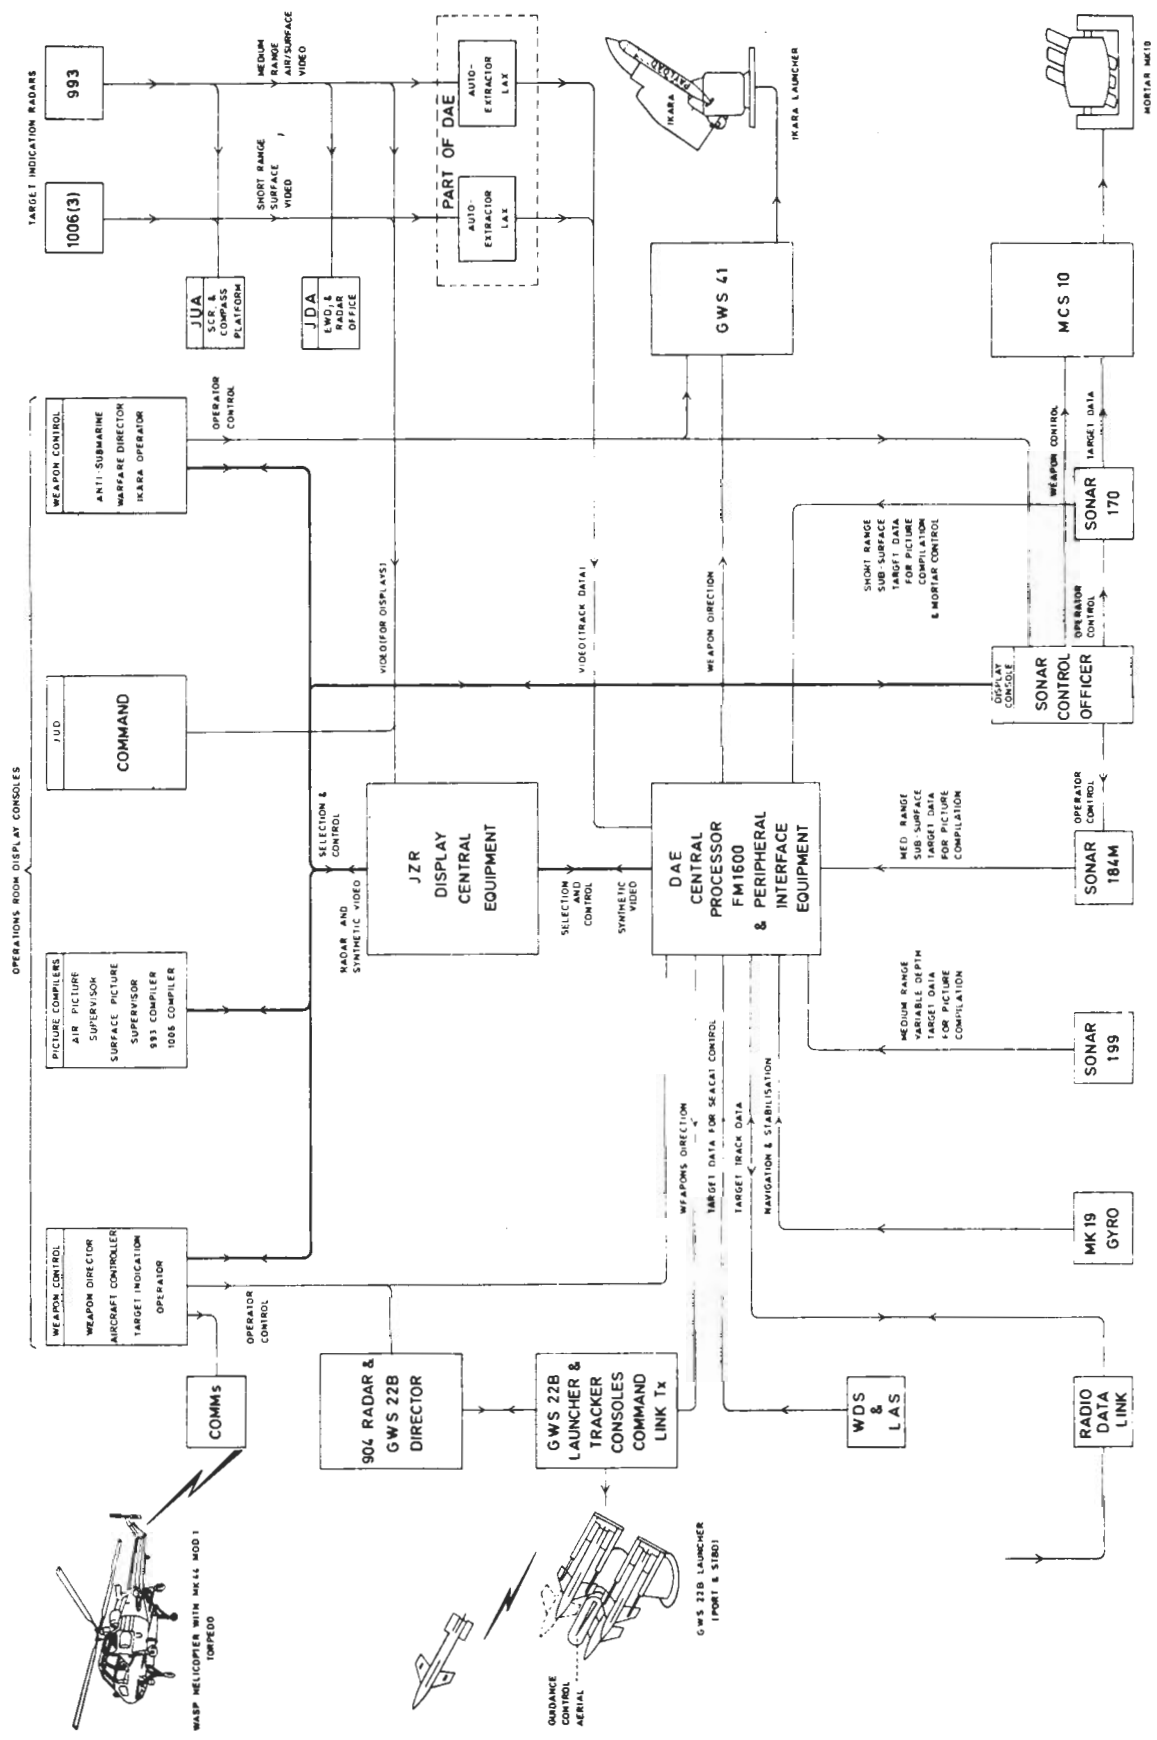 OPERATIONS ROOM DISPLAY CONSOLES
TARGET INDICATION RADARS
WEAPON CONTROL
WEAPON DIRECTOR
AIRCRAFT CONTROLLER
TARGET INDICATION
OPERATOR
PICTURE COMPILERS
AIR PICTURE
SUPERVISOR
SURFACE PICTURE
SUPERVISOR
993 COMPILER
1006 COMPILER
JUD
COMMAND
WEAPON CONTROL
ANTI-SUBMARINE
WARFARE DIRECTOR
IKARA OPERATOR
1006(3)
993
WASP HELICOPTER WITH MK44 MOD 1
TORPEDO
COMMs
OPERATOR
CONTROL
OPERATOR
CONTROL
JUA
SCR, &
COMPASS
PLATFORM
SHORT RANGE
SURFACE
VIDEO
MEDIUM
RANGE
AIR/SURFACE
VIDEO
JDA
EWD, &
RADAR
OFFICE
SELECTION &
CONTROL
RADAR AND
SYNTHETIC VIDEO
904 RADAR &
GWS 22B
DIRECTOR
JZR
DISPLAY
CENTRAL
EQUIPMENT
VIDEO(FOR DISPLAYS)
PART OF DAE
AUTO-
EXTRACTOR
LAX
AUTO-
EXTRACTOR
LAX
GUIDANCE
CONTROL
AERIAL
GWS 22B
LAUNCHER &
TRACKER
CONSOLES
COMMAND
LINK Tx
SELECTION
AND
CONTROL
SYNTHETIC
VIDEO
VIDEO(TRACK DATA)
GWS 22B LAUNCHER
(PORT & STBD)
WEAPONS DIRECTION
TARGET DATA FOR SEACAT CONTROL
TARGET TRACK DATA
NAVIGATION & STABILISATION
DAE
CENTRAL
PROCESSOR
FM1600
& PERIPHERAL
INTERFACE
EQUIPMENT
WEAPON DIRECTION
GWS 41
IKARA
PAYLOAD
IKARA LAUNCHER
WDS
&
LAS
MEDIUM RANGE
VARIABLE DEPTH
TARGET DATA
FOR PICTURE
COMPILATION
MED RANGE
SUB-SURFACE
TARGET DATA
FOR PICTURE
COMPILATION
SHORT RANGE
SUB-SURFACE
TARGET DATA
FOR PICTURE
COMPILATION
& MORTAR CONTROL
DISPLAY
CONSOLE
SONAR
CONTROL
OFFICER
WEAPON CONTROL
TARGET DATA
MCS 10
OPERATOR
CONTROL
OPERATOR
CONTROL
RADIO
DATA
LINK
MK19
GYRO
SONAR
199
SONAR
184M
SONAR
170
MORTAR MK10